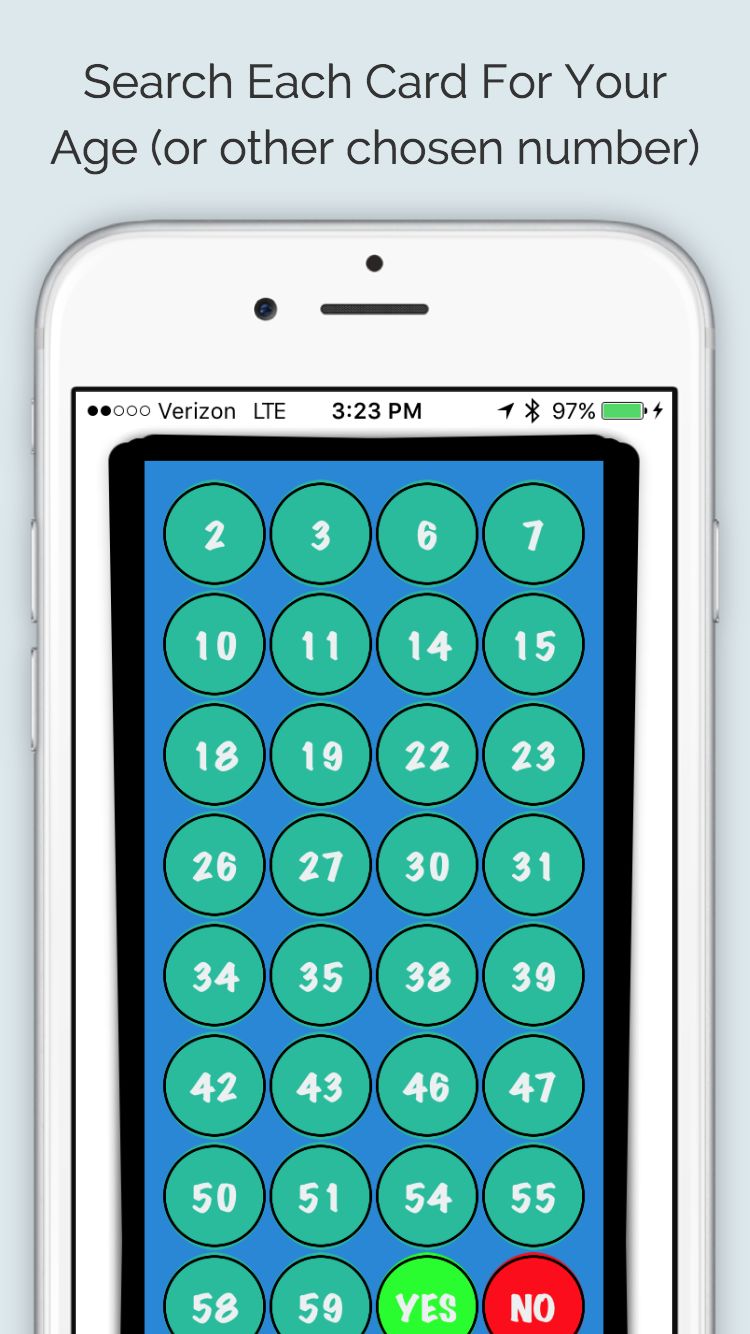 Search Each Card For Your
Age (or other chosen number)
Verizon LTE 3:23 PM 97%
2 3 6 7
10 11 14 15
18 19 22 23
26 27 30 31
34 35 38 39
42 43 46 47
50 51 54 55
58 59 YES NO